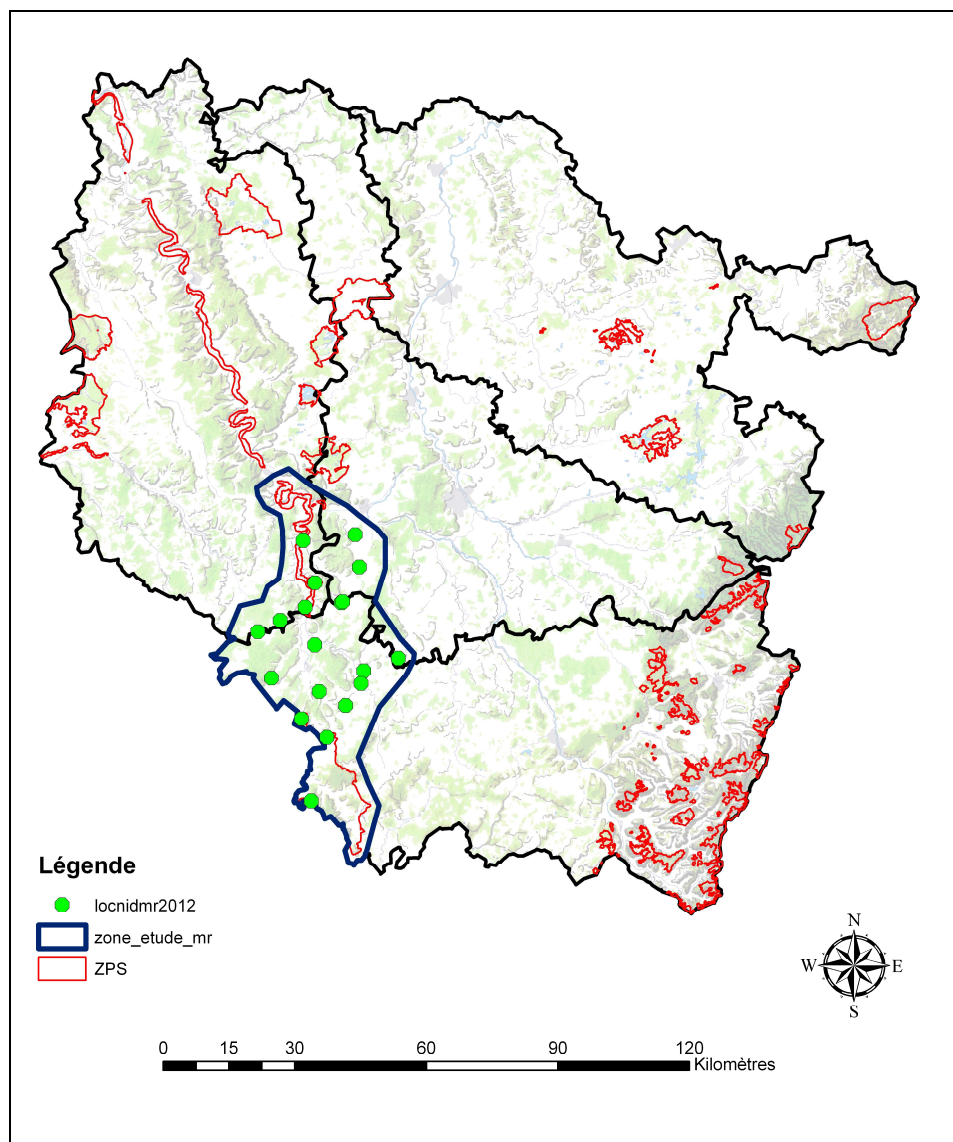 Légende
locnidmr2012
zone_etude_mr
ZPS
N
W E
S
0 15 30 60 90 120
Kilomètres